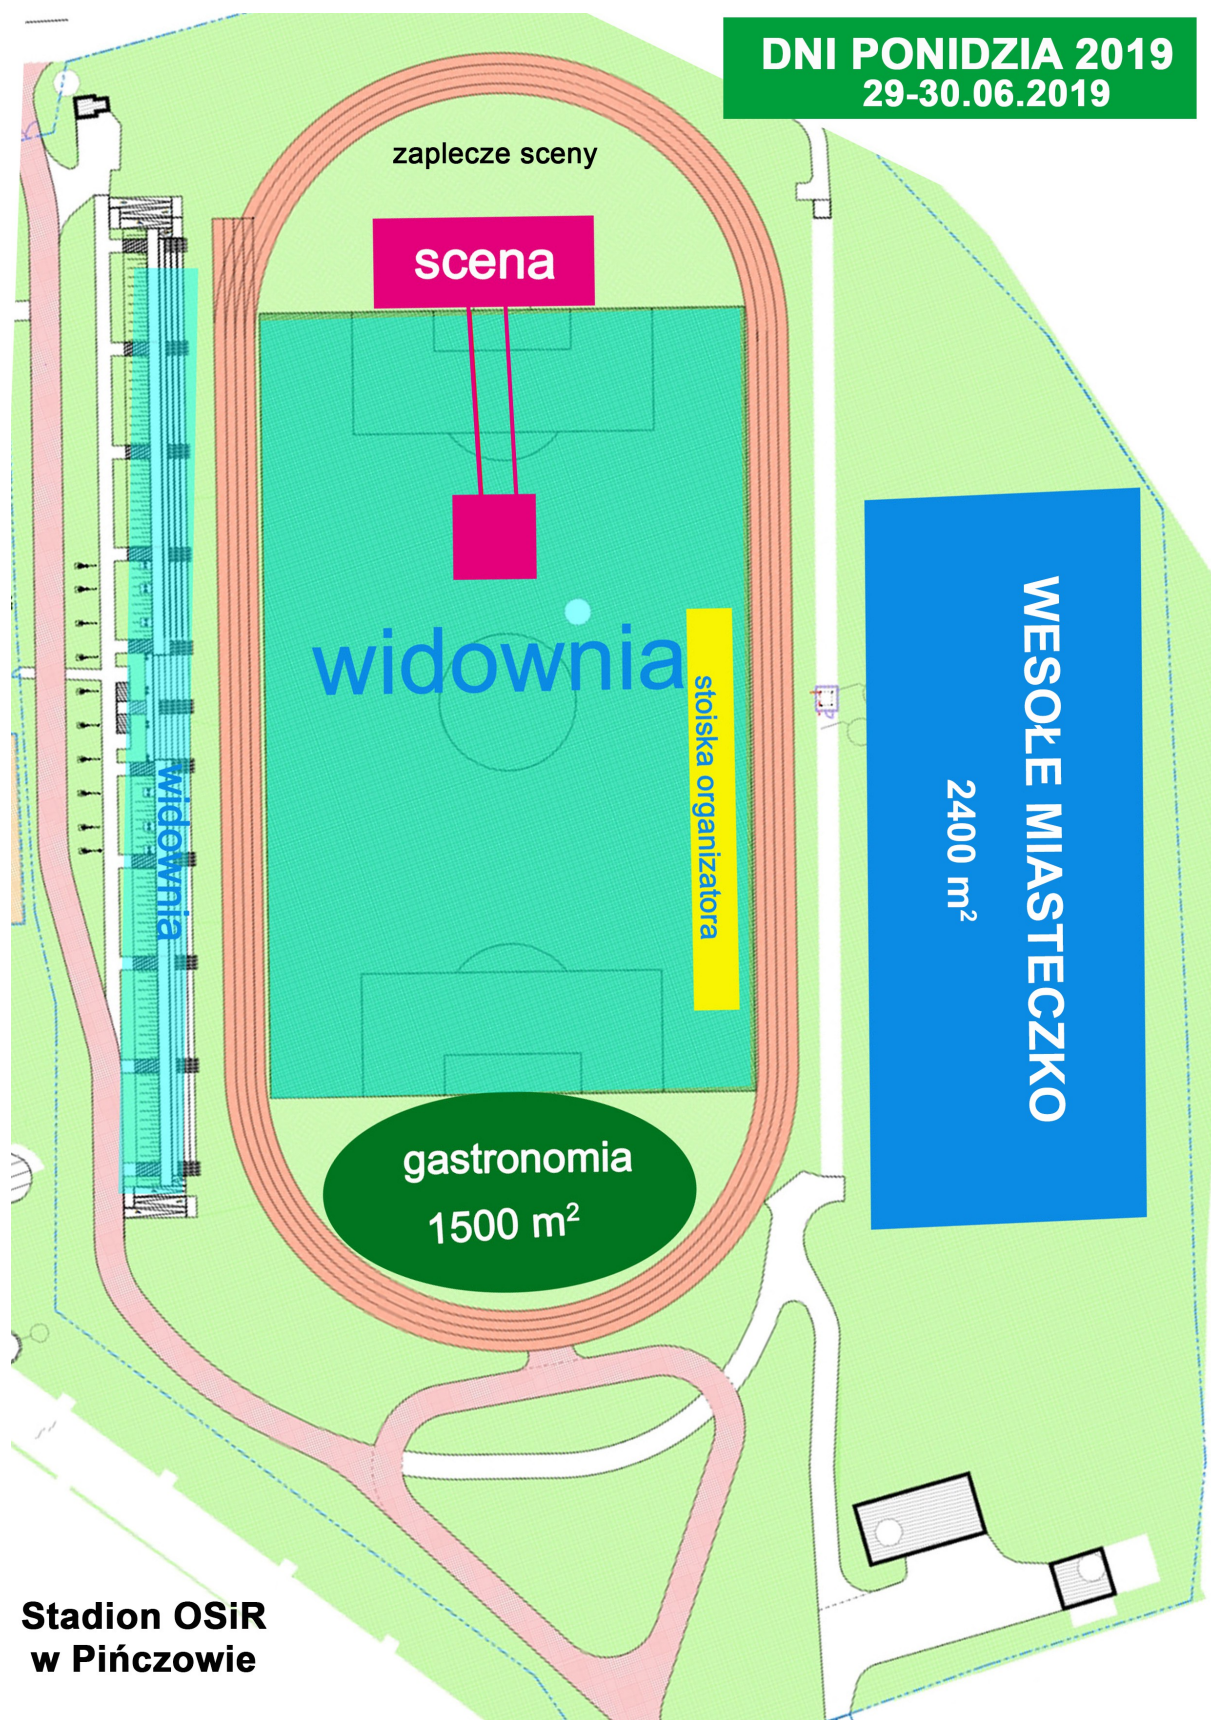 DNI PONIDZIA 2019
29-30.06.2019
zaplecze sceny
scena
widownia
widownia
stoiska organizatora
WESOŁE MIASTECZKO
2400 m²
gastronomia
1500 m²
Stadion OSiR
w Pińczowie